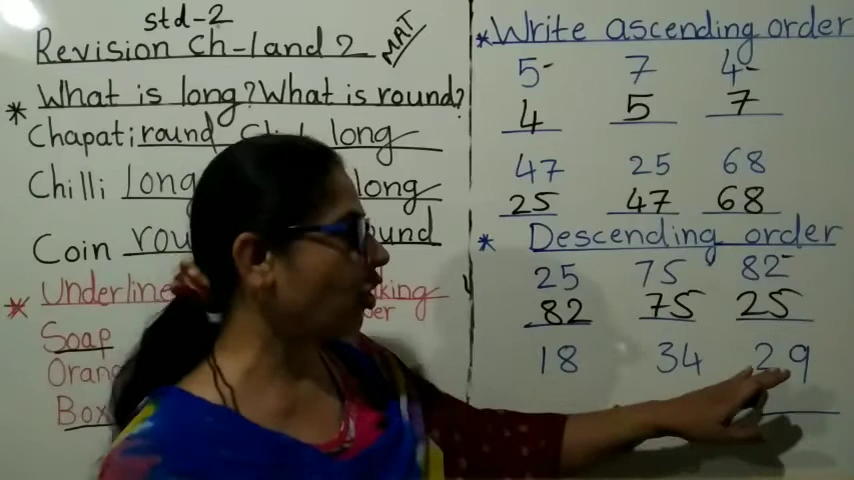 std-2
Revision Ch-1 and 2 MAT
* What is long? What is round?
Chapati round long
Chilli long long
Coin
* Underline
Soap
Box
* Write ascending order
5 7 4
4 5 7
47 25 68
25 47 68
* Descending order
25 75 82
82 75 25
18 34 29